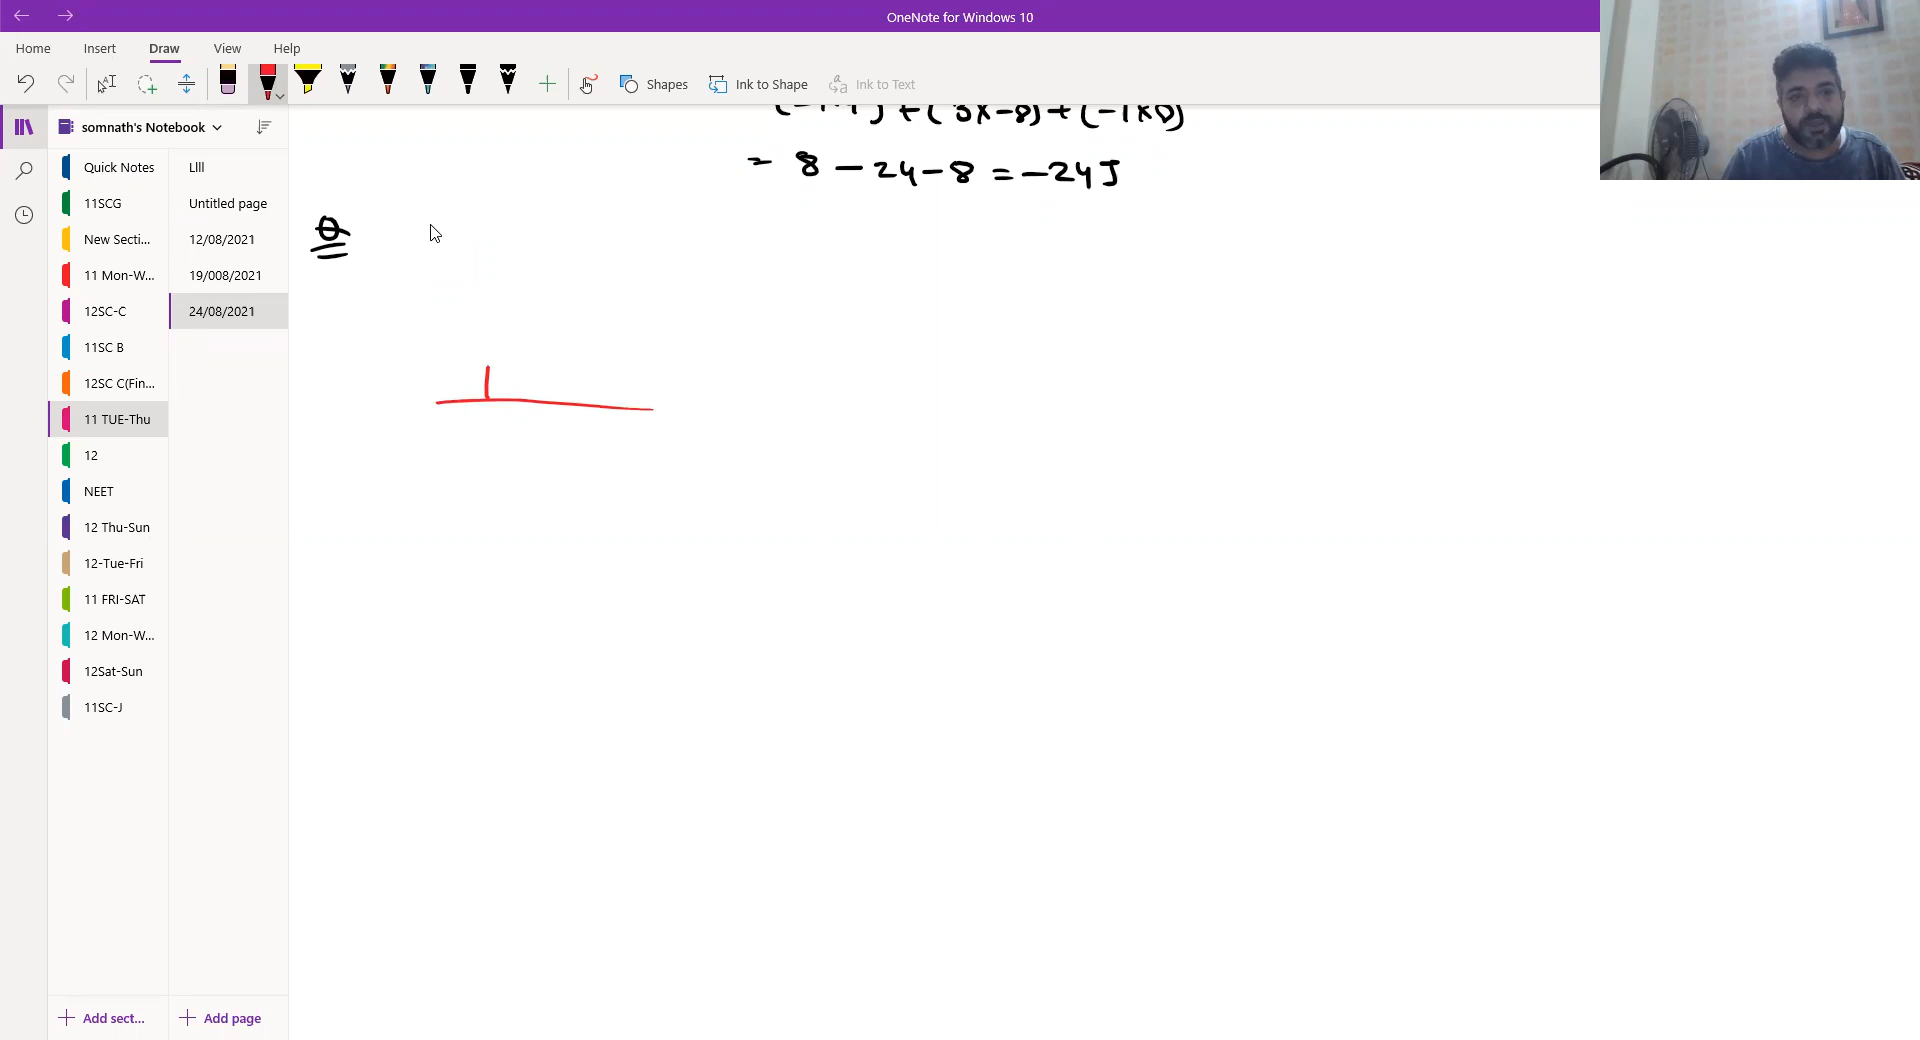 OneNote for Windows 10
Home Insert Draw View Help
Shapes Ink to Shape Ink to Text
somnath's Notebook
Quick Notes
11SCG
New Secti...
11 Mon-W...
12SC-C
11SC B
12SC C(Fin...
11 TUE-Thu
12
NEET
12 Thu-Sun
12-Tue-Fri
11 FRI-SAT
12 Mon-W...
12Sat-Sun
11SC-J
Add sect...
Llll
Untitled page
12/08/2021
19/008/2021
24/08/2021
Add page
+ (3x-8) + (-1x8)
= 8 - 24 - 8 = -24 J
Q